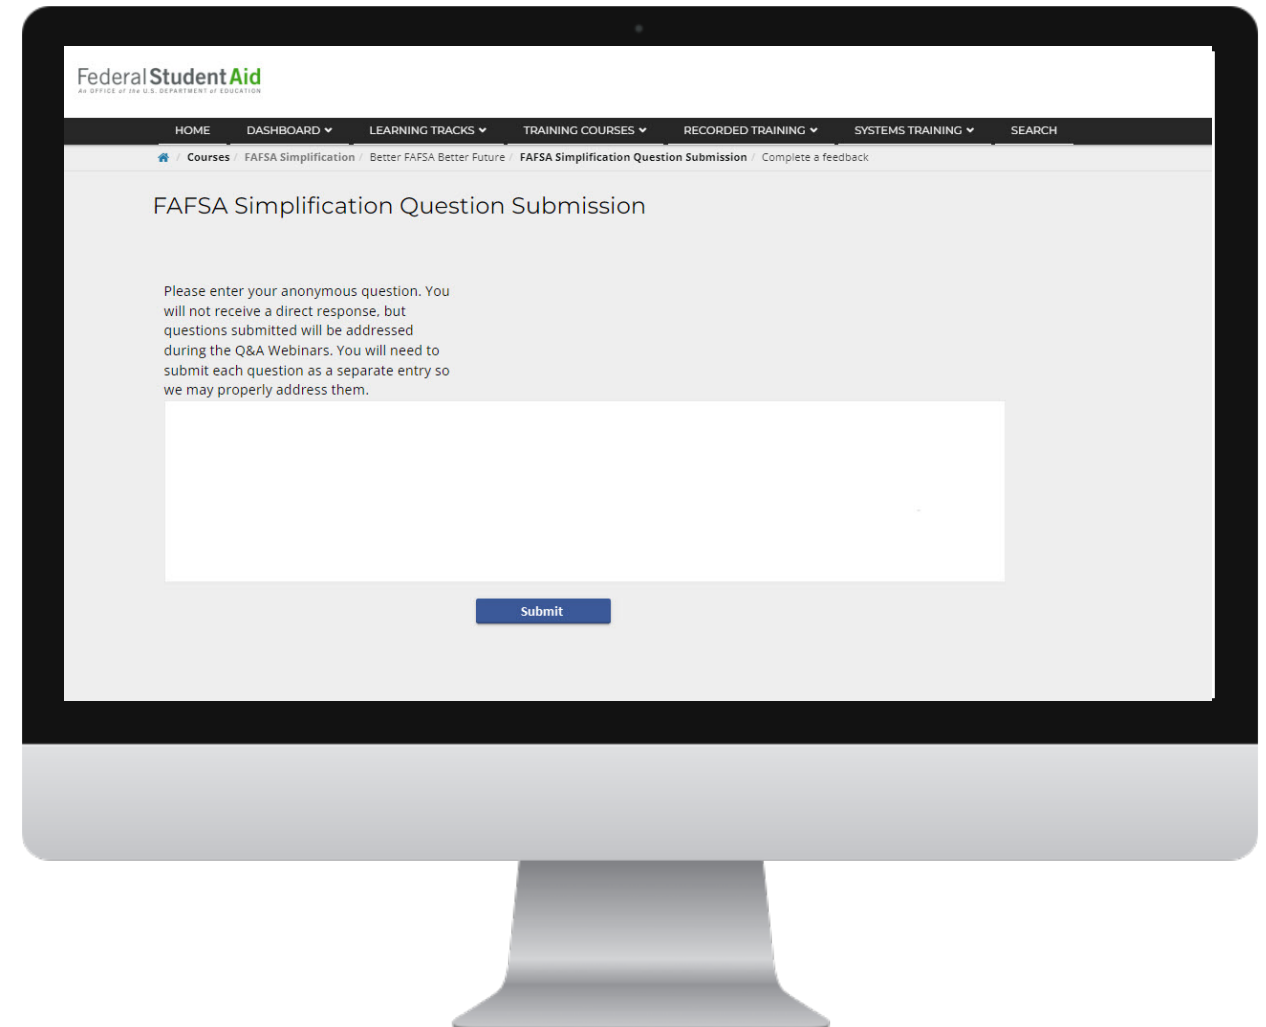 Federal Student Aid
An OFFICE of the U.S. DEPARTMENT of EDUCATION
HOME DASHBOARD LEARNING TRACKS TRAINING COURSES RECORDED TRAINING SYSTEMS TRAINING SEARCH
/ Courses / FAFSA Simplification / Better FAFSA Better Future / FAFSA Simplification Question Submission / Complete a feedback
FAFSA Simplification Question Submission
Please enter your anonymous question. You
will not receive a direct response, but
questions submitted will be addressed
during the Q&A Webinars. You will need to
submit each question as a separate entry so
we may properly address them.
Submit